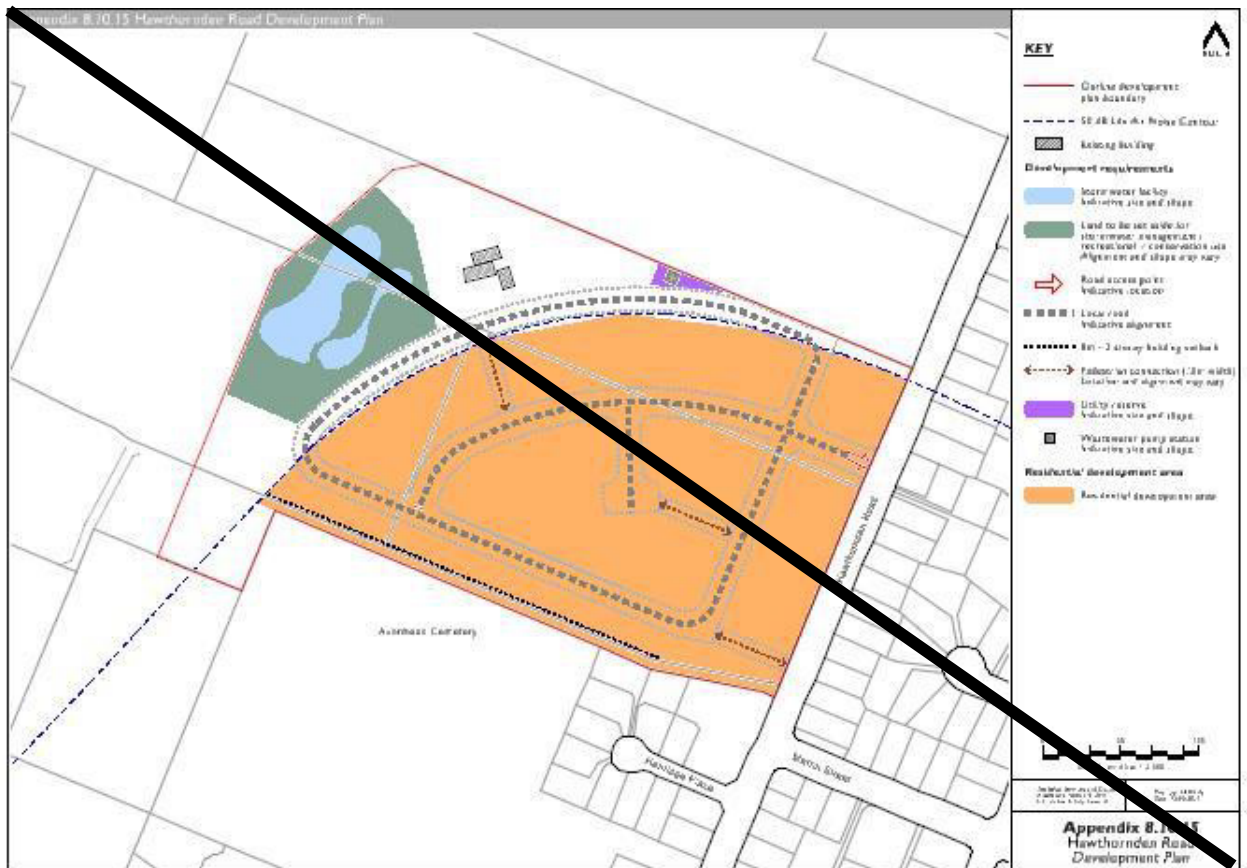 Appendix 8.10.15 Hawthornden Road Development Plan
KEY
Outline development
plan boundary
50 dB Ldn Air Noise Contour
Existing Building
Development requirements
Stormwater facility
Indicative size and shape
Land to be set aside for
stormwater management /
recreational / conservation use
Alignment and shape may vary
Road access point
Indicative location
Local road
Indicative alignment
8m - 2 storey building setback
Pedestrian connection
Location and alignment may vary
Utility reserve
Indicative size and shape
Wastewater pump station
Indicative size and shape
Residential development area
Residential development area
Hawthornden Road
Avonhead Cemetery
Martin Street
Place
Appendix 8.10.15
Hawthornden Road
Development Plan